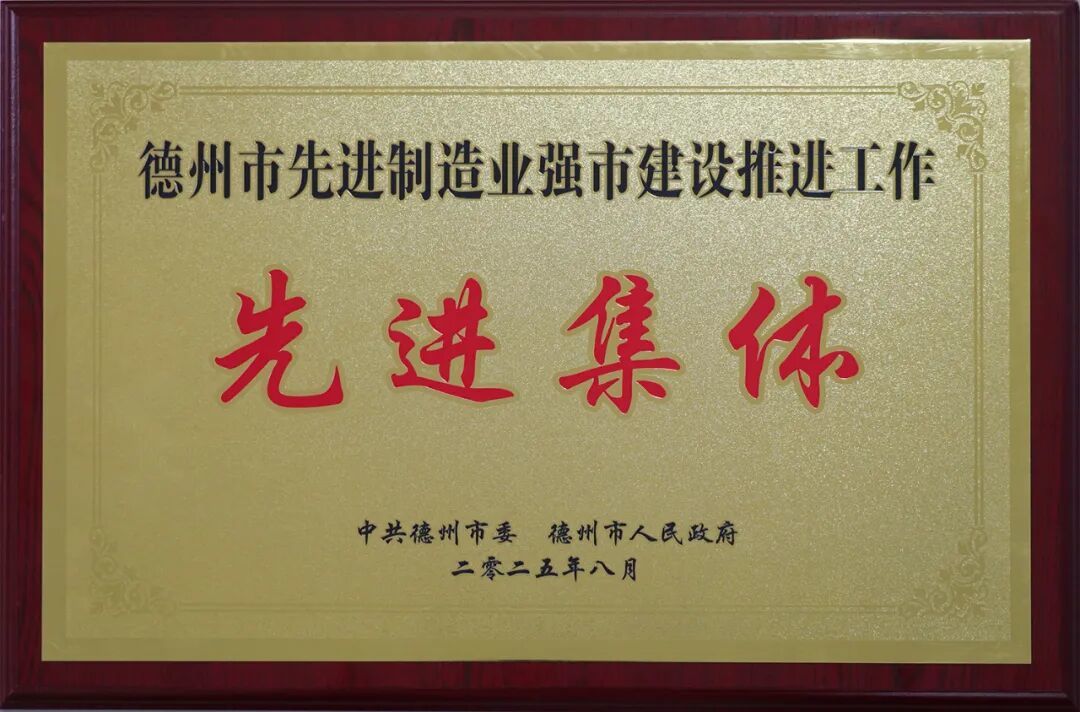 德州市先进制造业强市建设推进工作
先进集体
中共德州市委 德州市人民政府
二零二五年八月